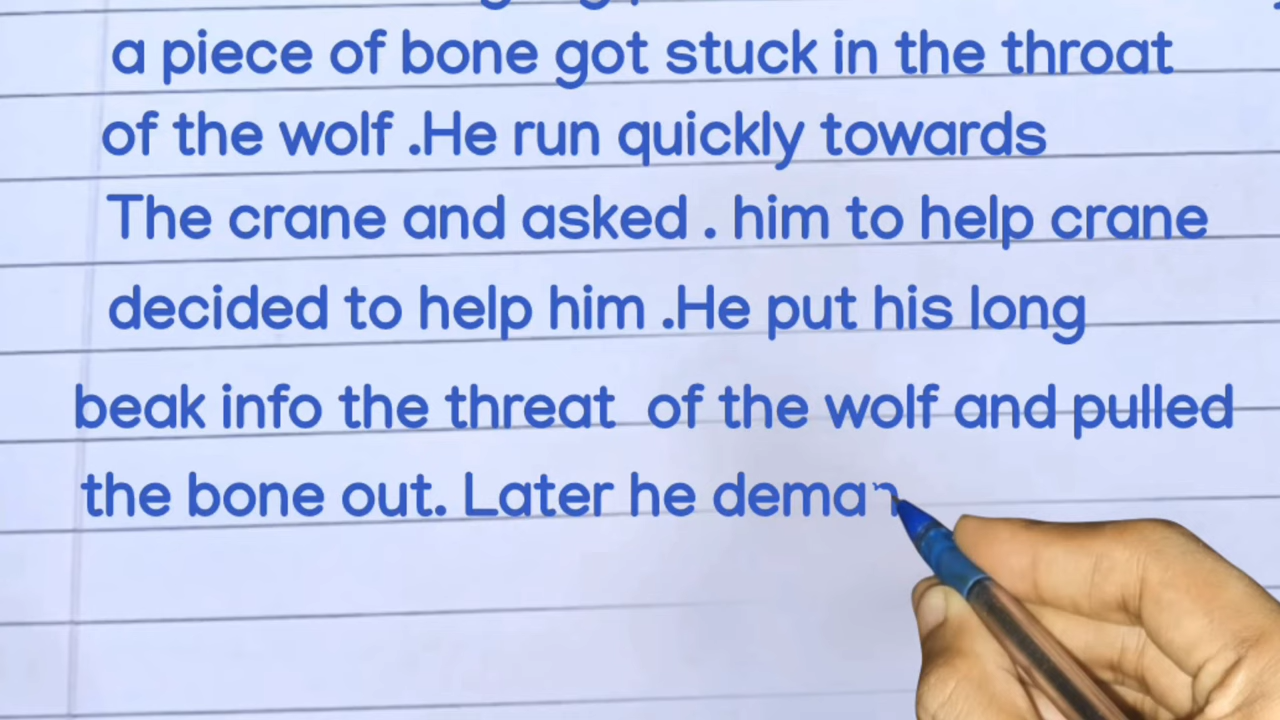 a piece of bone got stuck in the throat
of the wolf .He run quickly towards
The crane and asked . him to help crane
decided to help him .He put his long
beak info the threat of the wolf and pulled
the bone out. Later he deman